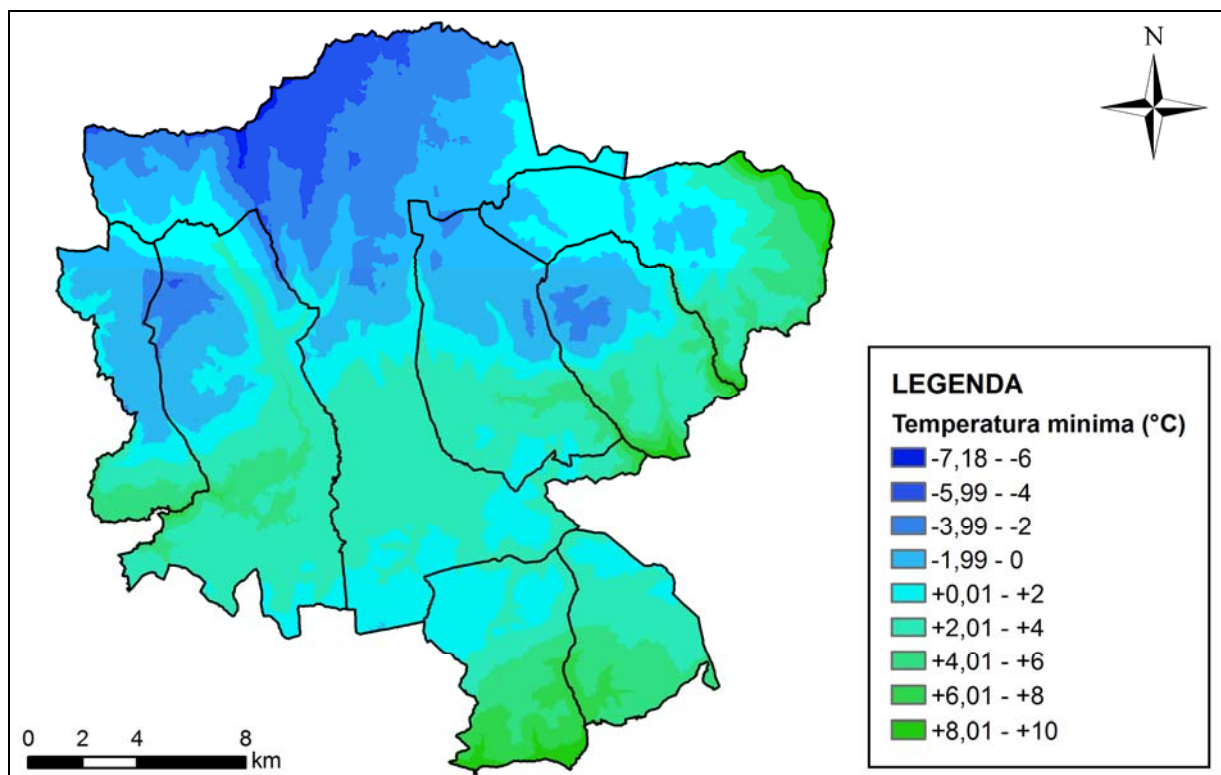 N
LEGENDA
Temperatura minima (°C)
-7,18 - -6
-5,99 - -4
-3,99 - -2
-1,99 - 0
+0,01 - +2
+2,01 - +4
+4,01 - +6
+6,01 - +8
+8,01 - +10
0 2 4 8
km